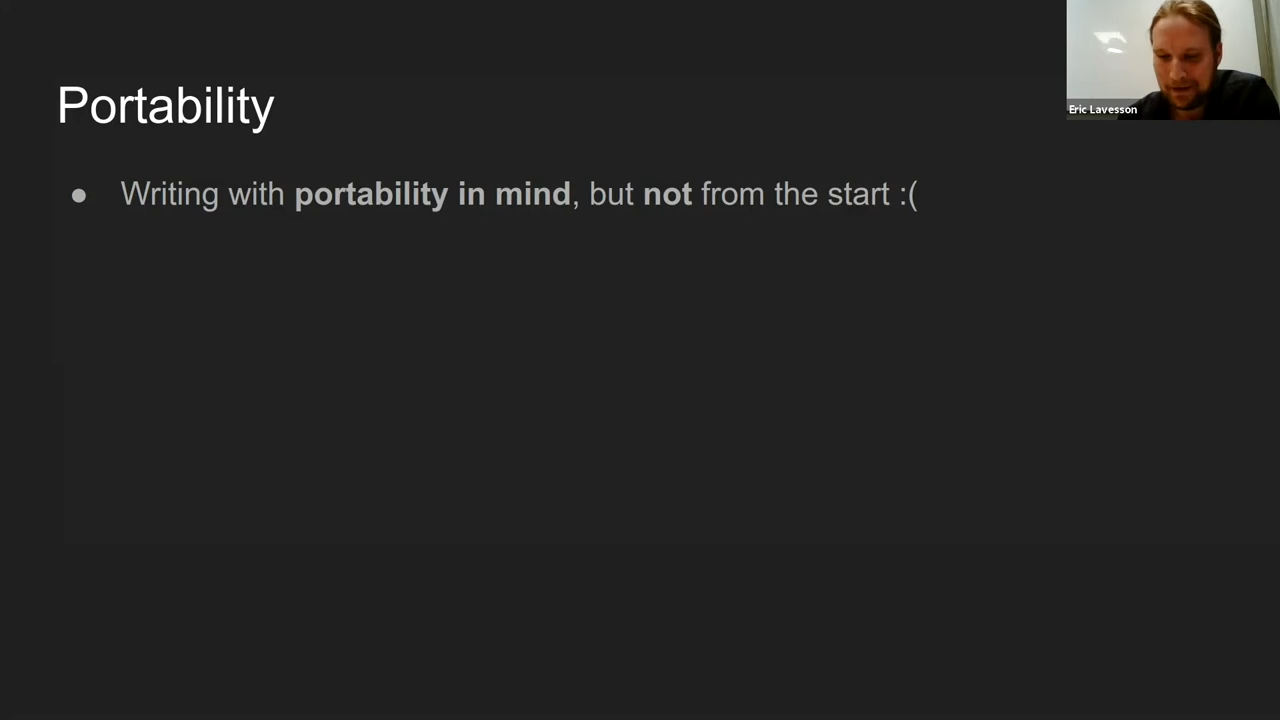 Portability
● Writing with portability in mind, but not from the start :(
Eric Lavesson